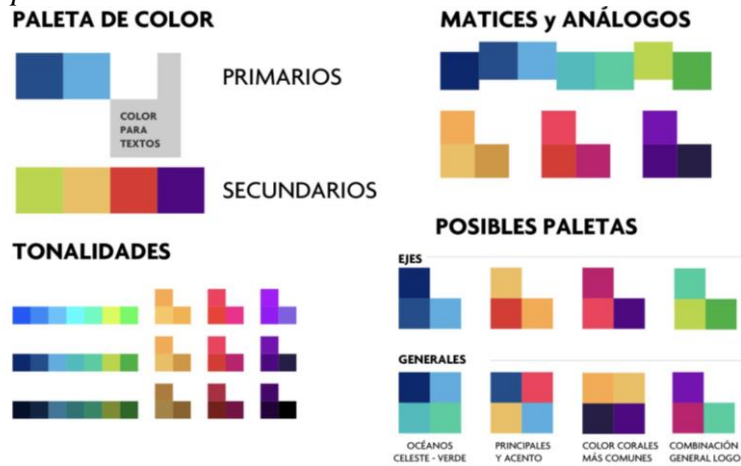 PALETA DE COLOR
PRIMARIOS
COLOR
PARA
TEXTOS
SECUNDARIOS
TONALIDADES
MATICES y ANÁLOGOS
POSIBLES PALETAS
EJES
GENERALES
OCÉANOS
CELESTE - VERDE
PRINCIPALES
Y ACENTO
COLOR CORALES
MÁS COMUNES
COMBINACIÓN
GENERAL LOGO